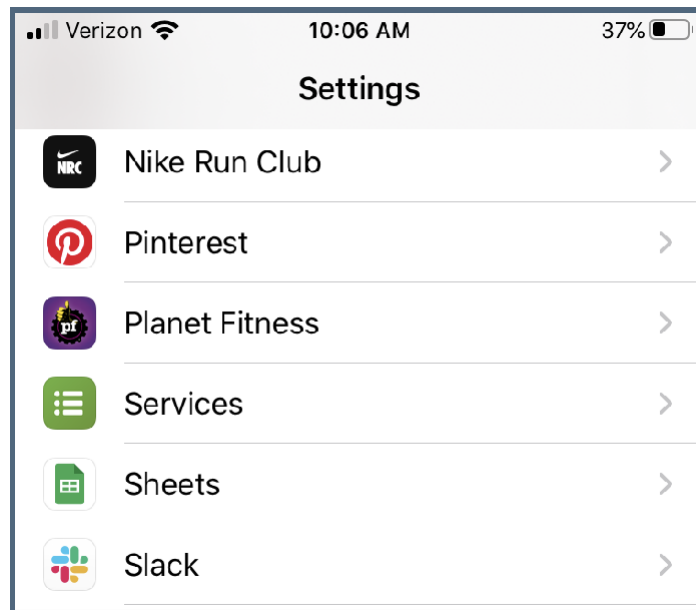 Verizon 10:06 AM 37%
Settings
NRC Nike Run Club
Pinterest
pf Planet Fitness
Services
Sheets
Slack